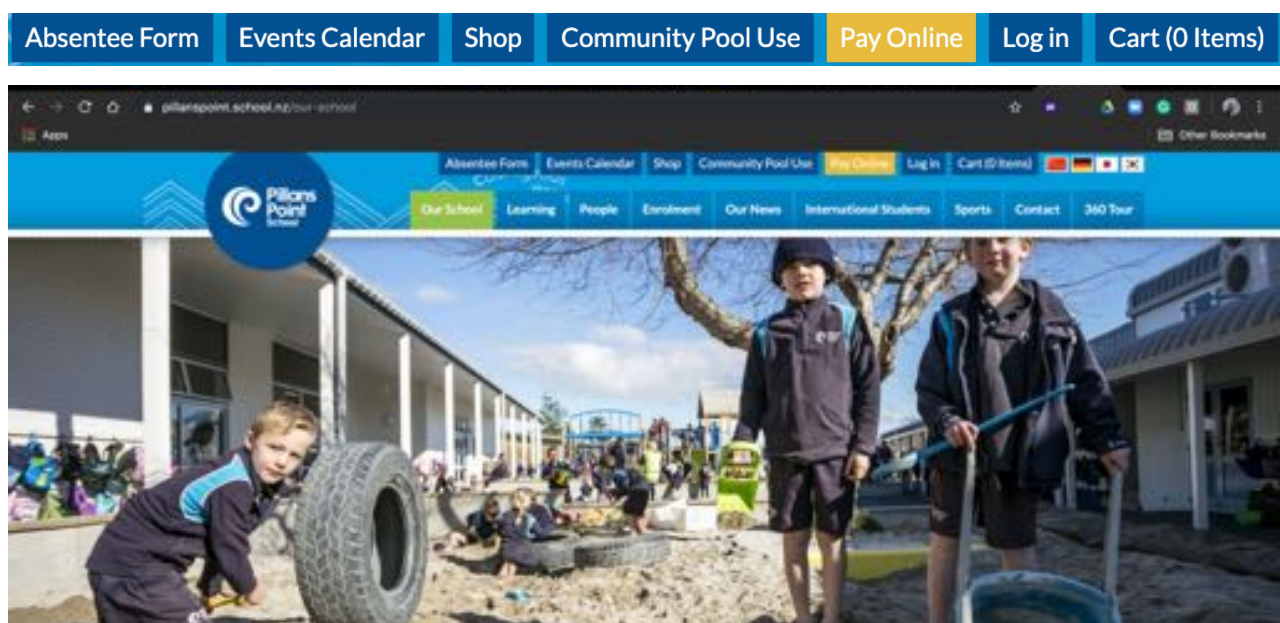 Absentee Form Events Calendar Shop Community Pool Use Pay Online Log in Cart (0 Items)
pillanspoint.school.nz/our-school
Apps Other Bookmarks
Absentee Form Events Calendar Shop Community Pool Use Pay Online Log in Cart (0 Items)
Pillans
Point
School
Our School Learning People Enrolment Our News International Students Sports Contact 360 Tour